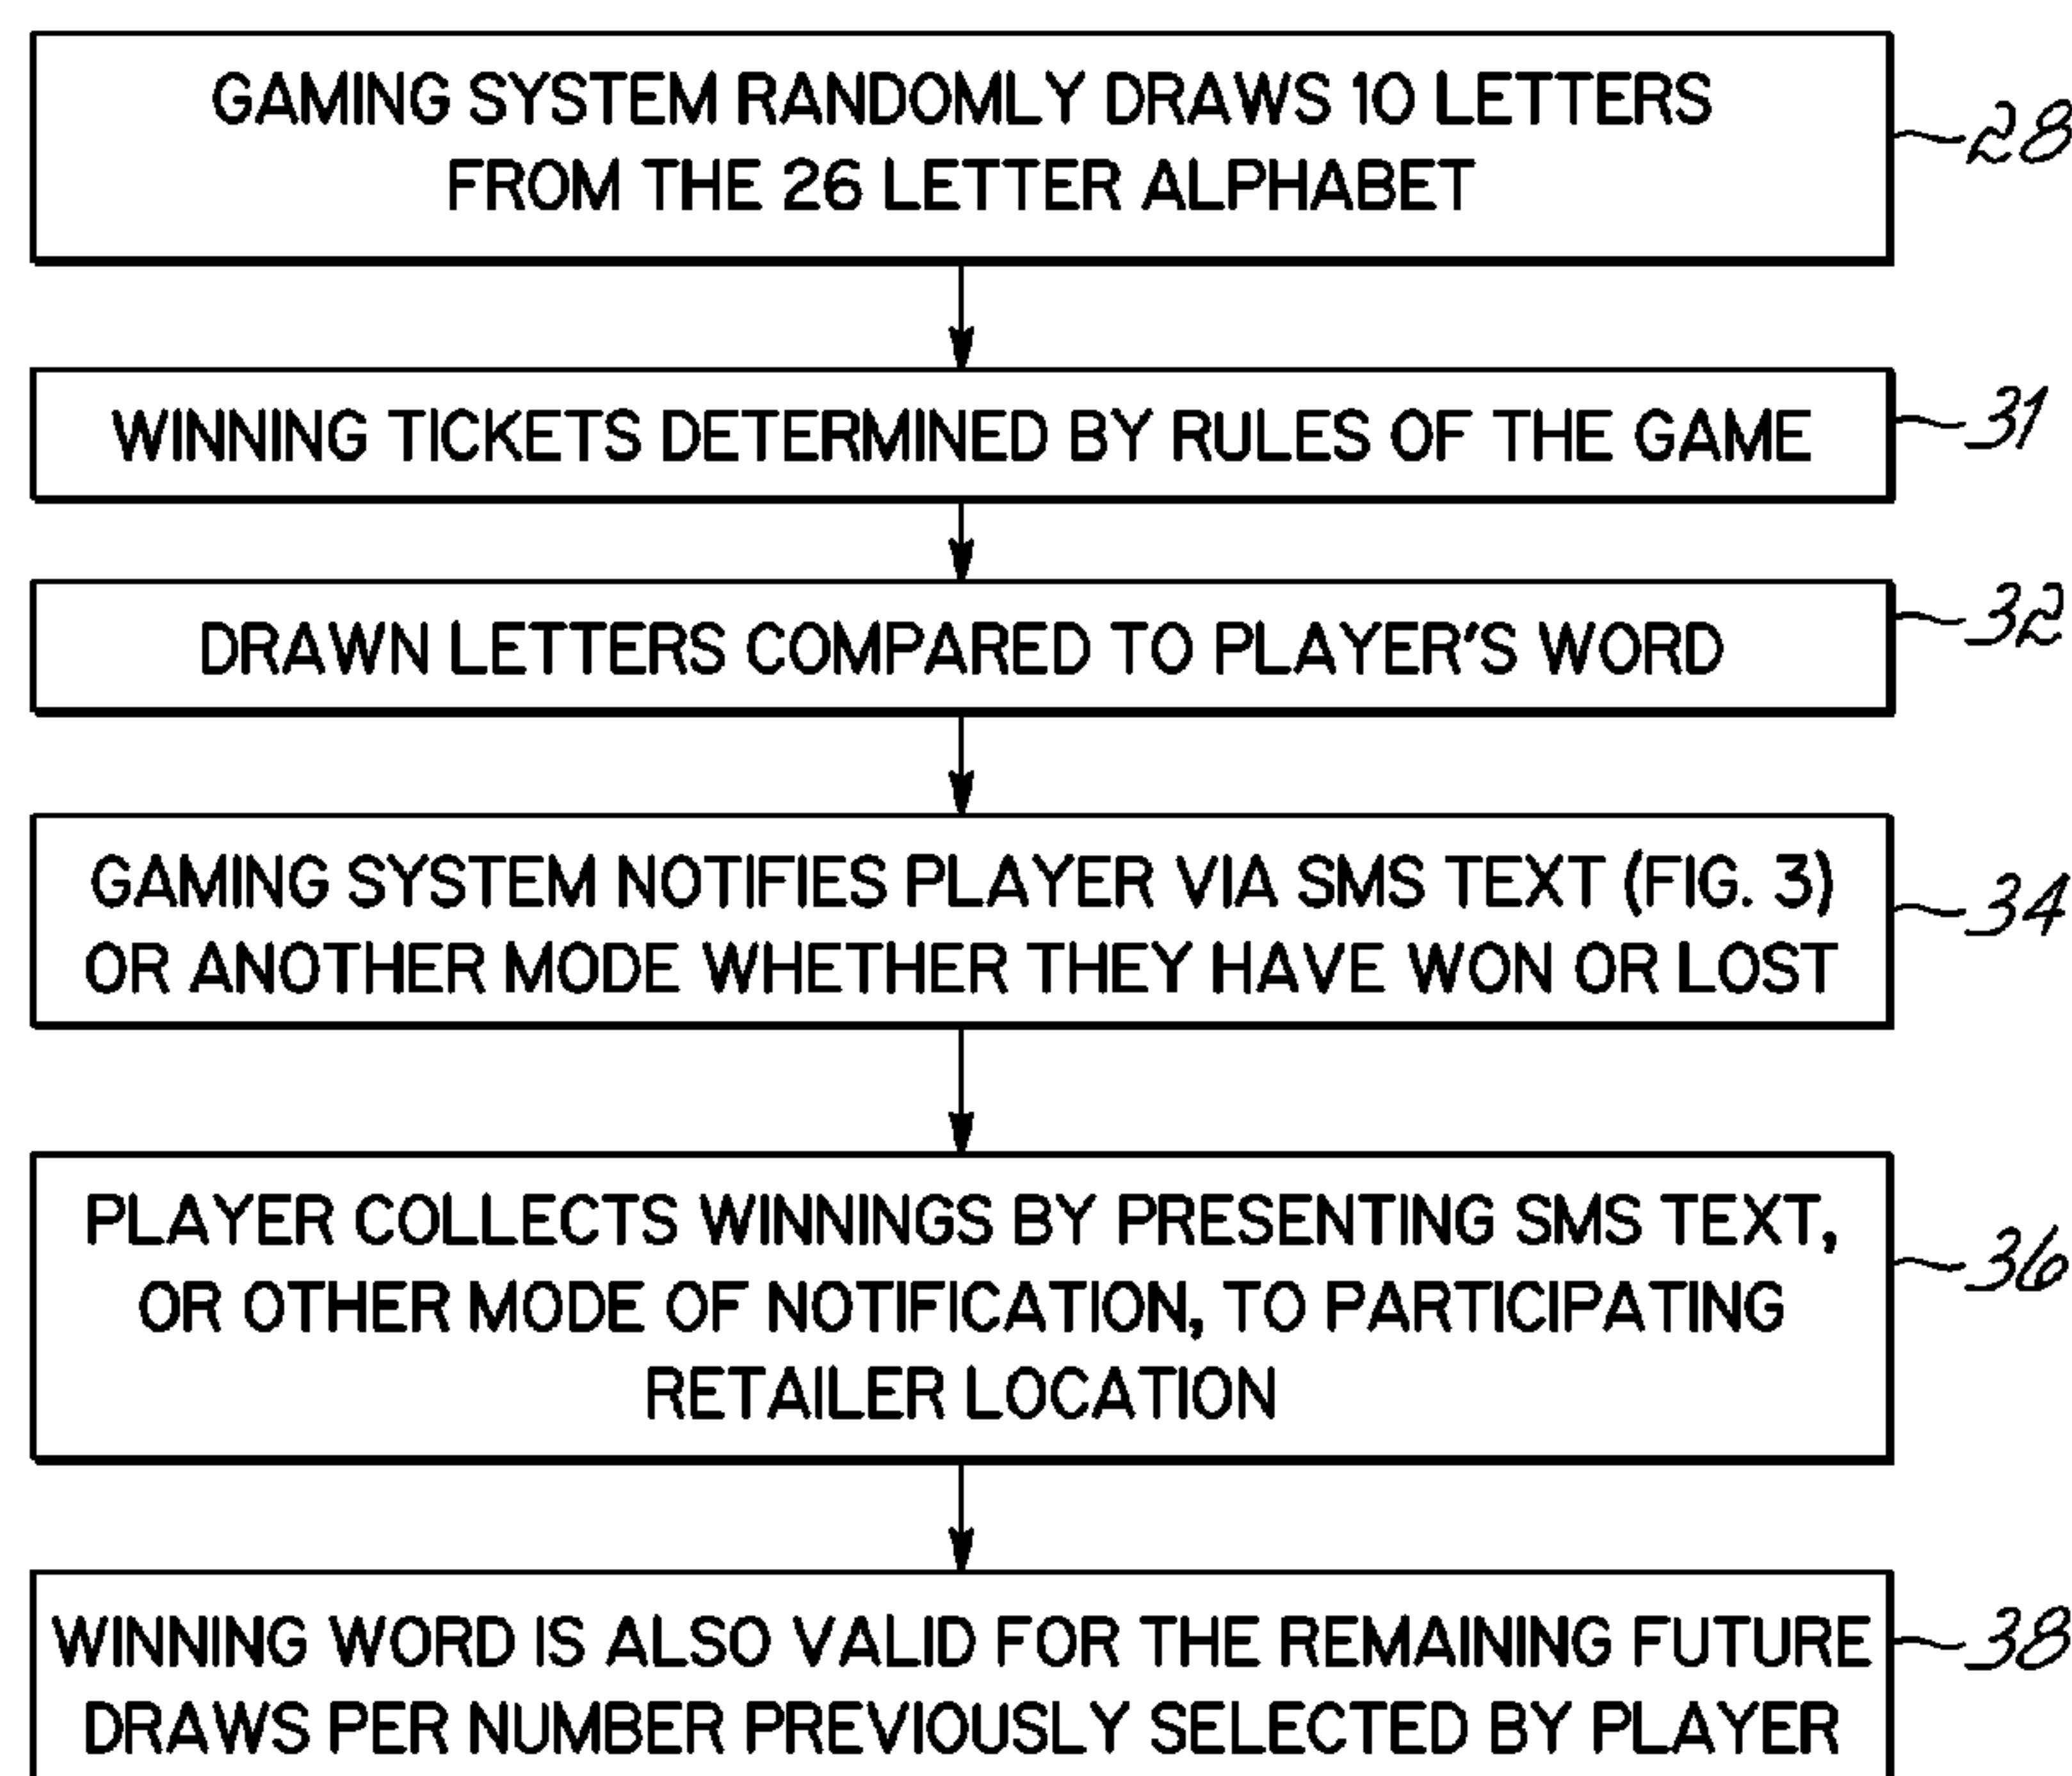 GAMING SYSTEM RANDOMLY DRAWS 10 LETTERS
FROM THE 26 LETTER ALPHABET
28
WINNING TICKETS DETERMINED BY RULES OF THE GAME
31
DRAWN LETTERS COMPARED TO PLAYER'S WORD
32
GAMING SYSTEM NOTIFIES PLAYER VIA SMS TEXT (FIG. 3)
OR ANOTHER MODE WHETHER THEY HAVE WON OR LOST
34
PLAYER COLLECTS WINNINGS BY PRESENTING SMS TEXT,
OR OTHER MODE OF NOTIFICATION, TO PARTICIPATING
RETAILER LOCATION
36
WINNING WORD IS ALSO VALID FOR THE REMAINING FUTURE
DRAWS PER NUMBER PREVIOUSLY SELECTED BY PLAYER
38